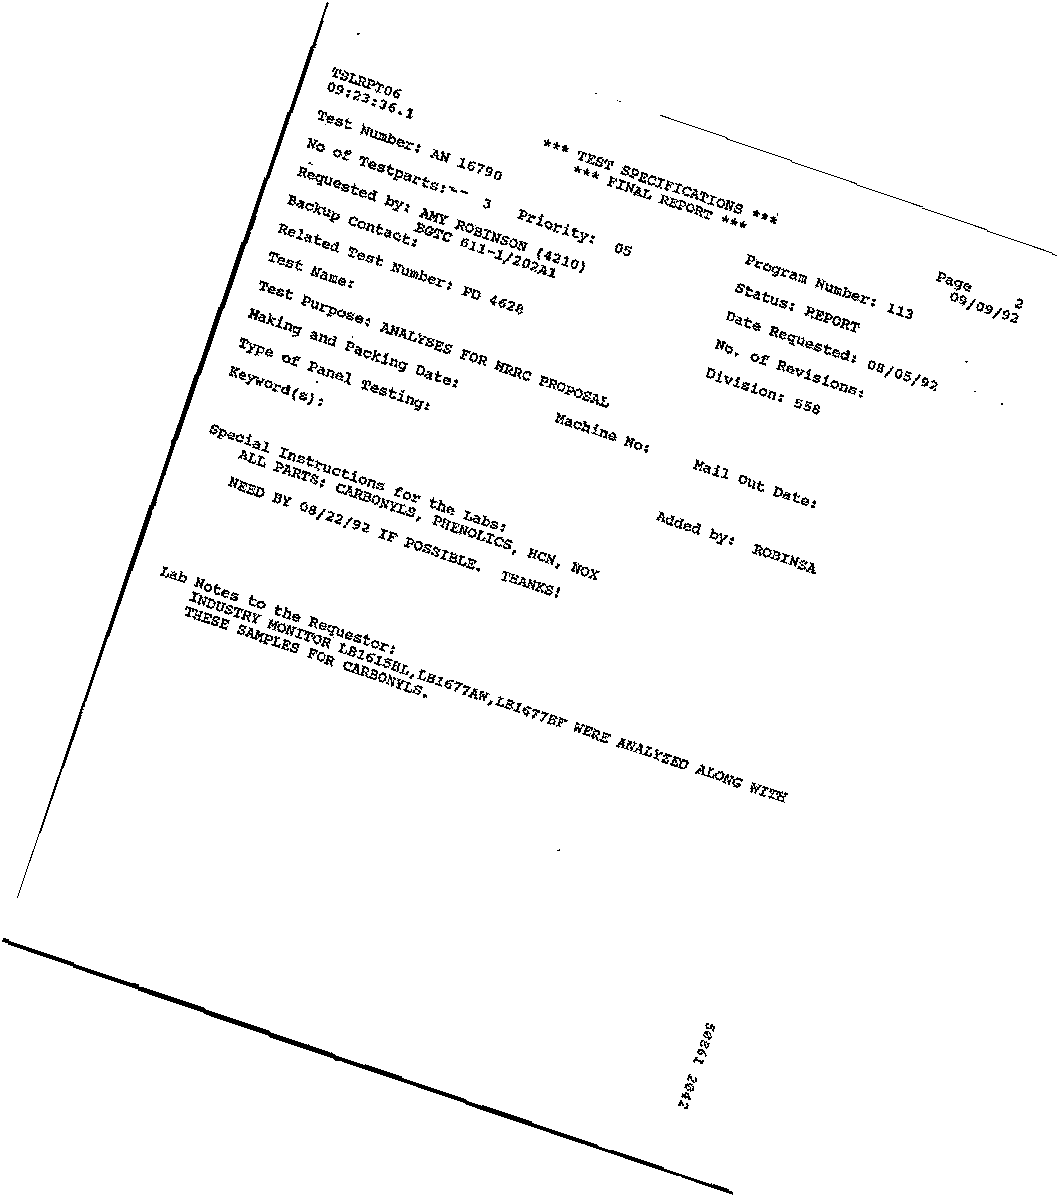 TSLRPT06
*** TEST SPECIFICATIONS ***
Page 2
09:23:36.1
*** FINAL REPORT ***
09/09/92
Test Number: AN 16790
Program Number: 113
No of Testparts:-- 3 Priority: 05
Status: REPORT
Requested by: AMY ROBINSON (4210)
Date Requested: 08/05/92
BGTC 611-1/202A1
Backup Contact:
No. of Revisions:
Related Test Number: PD 4628
Division: 558
Test Name:
Test Purpose: ANALYSES FOR HRRC PROPOSAL
Making and Packing Date:
Machine No:
Mail Out Date:
Type of Panel Testing:
Keyword(s):
Added by: ROBINSA
Special Instructions for the Labs:
ALL PARTS: CARBONYLS, PHENOLICS, HCN, NOX
NEED BY 08/22/92 IF POSSIBLE. THANKS!
Lab Notes to the Requestor:
INDUSTRY MONITOR LB1615BL,LB1677AW,LB1677BF WERE ANALYZED ALONG WITH
THESE SAMPLES FOR CARBONYLS.
50861 2042